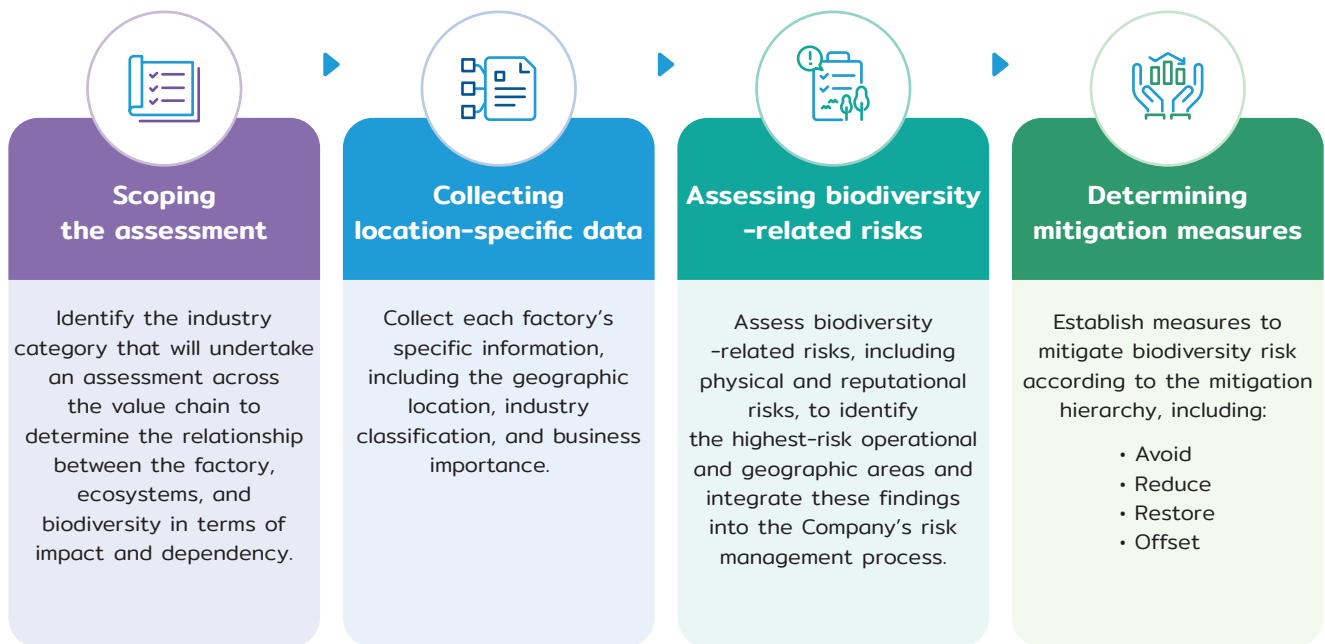 Scoping
the assessment
Identify the industry
category that will undertake
an assessment across
the value chain to
determine the relationship
between the factory,
ecosystems, and
biodiversity in terms of
impact and dependency.
Collecting
location-specific data
Collect each factory's
specific information,
including the geographic
location, industry
classification, and business
importance.
Assessing biodiversity
-related risks
Assess biodiversity
-related risks, including
physical and reputational
risks, to identify
the highest-risk operational
and geographic areas and
integrate these findings
into the Company's risk
management process.
Determining
mitigation measures
Establish measures to
mitigate biodiversity risk
according to the mitigation
hierarchy, including:
• Avoid
• Reduce
• Restore
• Offset